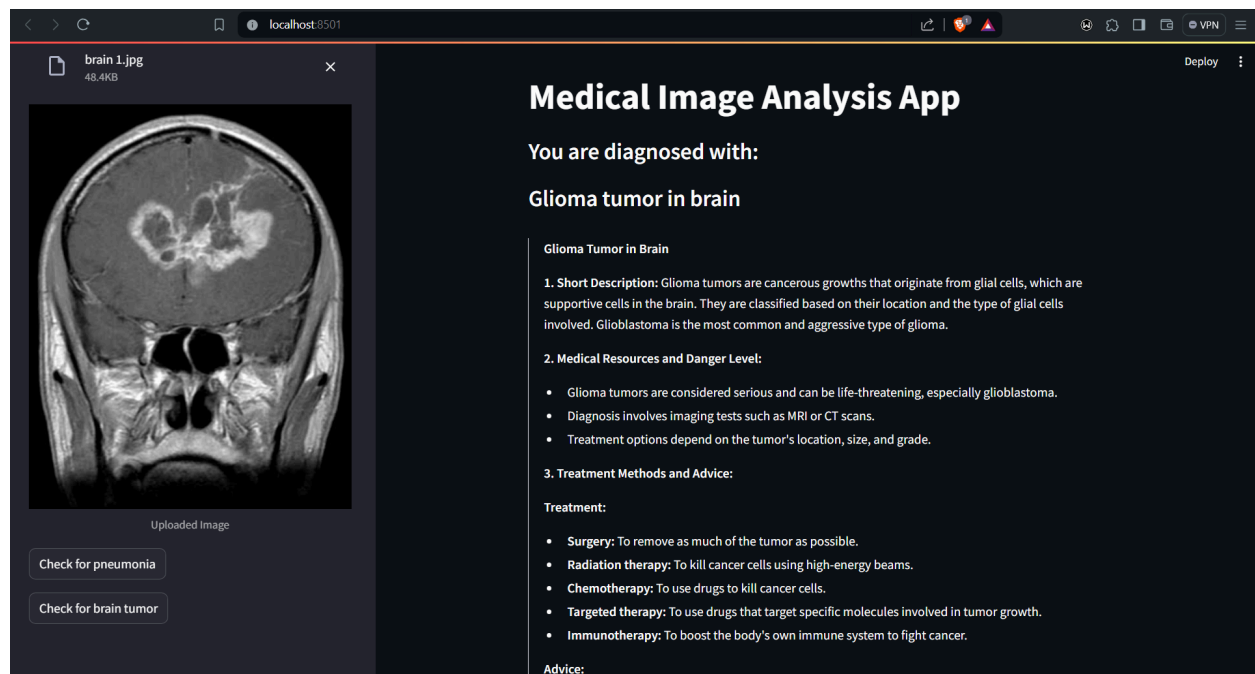 localhost:8501
VPN
brain 1.jpg
48.4KB
Uploaded Image
Check for pneumonia
Check for brain tumor
Deploy
Medical Image Analysis App
You are diagnosed with:
Glioma tumor in brain
Glioma Tumor in Brain
1. Short Description: Glioma tumors are cancerous growths that originate from glial cells, which are
supportive cells in the brain. They are classified based on their location and the type of glial cells
involved. Glioblastoma is the most common and aggressive type of glioma.
2. Medical Resources and Danger Level:
• Glioma tumors are considered serious and can be life-threatening, especially glioblastoma.
• Diagnosis involves imaging tests such as MRI or CT scans.
• Treatment options depend on the tumor's location, size, and grade.
3. Treatment Methods and Advice:
Treatment:
• Surgery: To remove as much of the tumor as possible.
• Radiation therapy: To kill cancer cells using high-energy beams.
• Chemotherapy: To use drugs to kill cancer cells.
• Targeted therapy: To use drugs that target specific molecules involved in tumor growth.
• Immunotherapy: To boost the body's own immune system to fight cancer.
Advice: